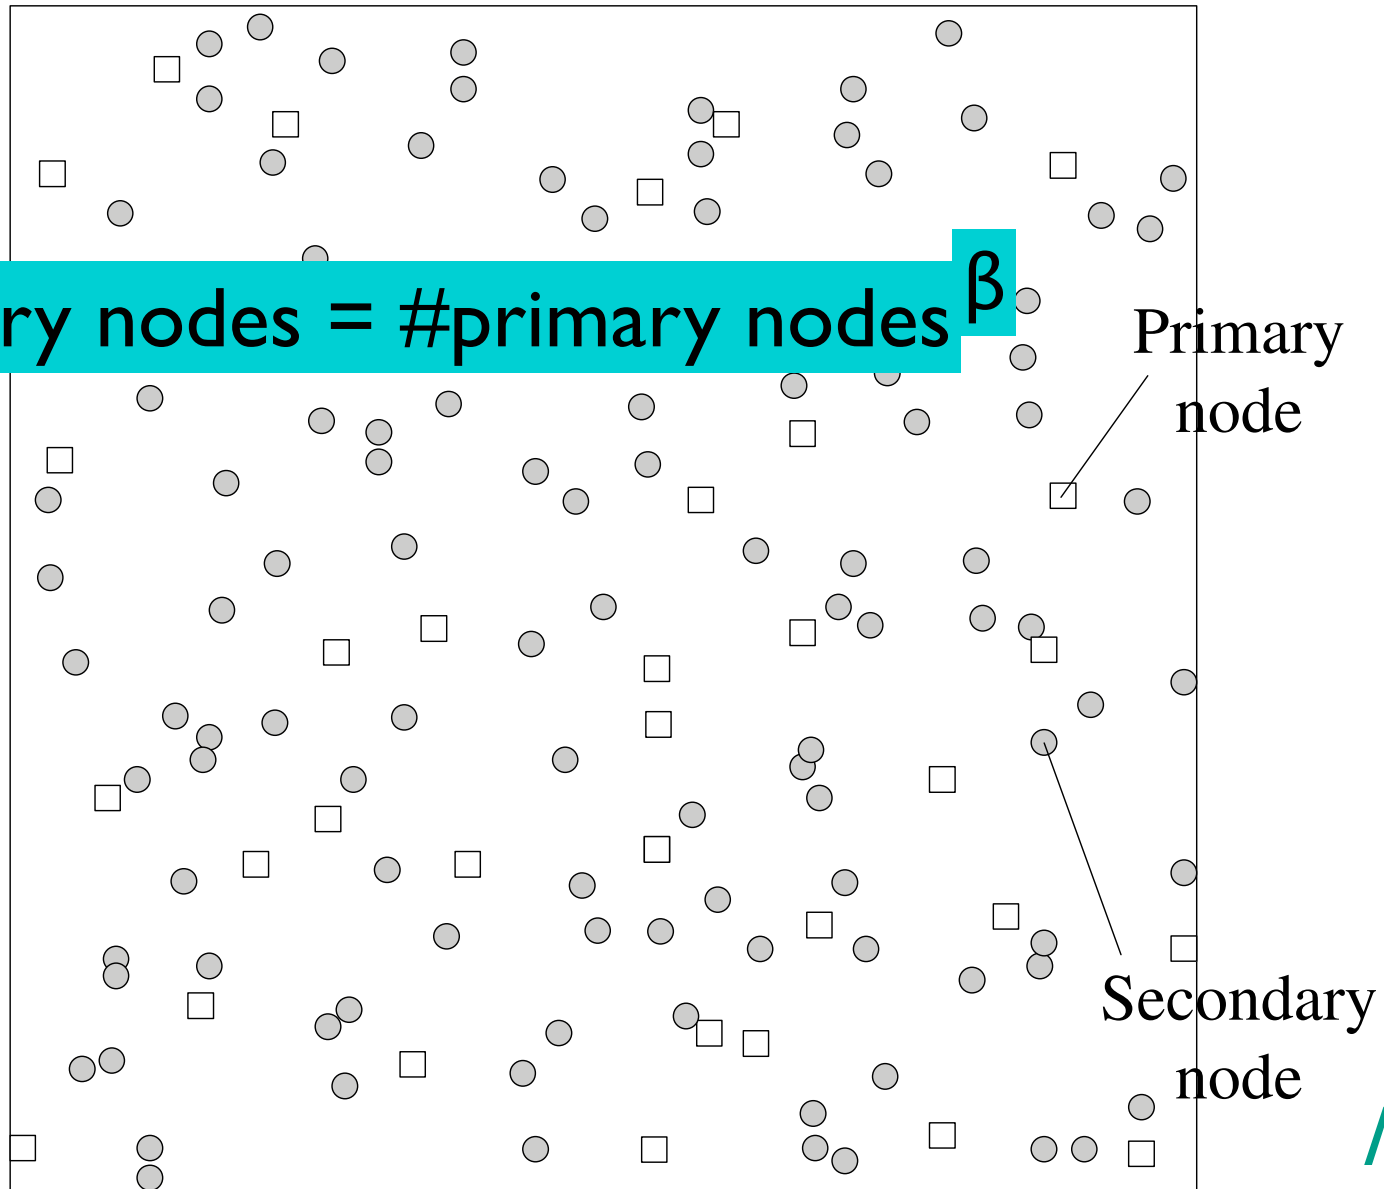 ry nodes = #primary nodes^β
Primary
node
Secondary
node